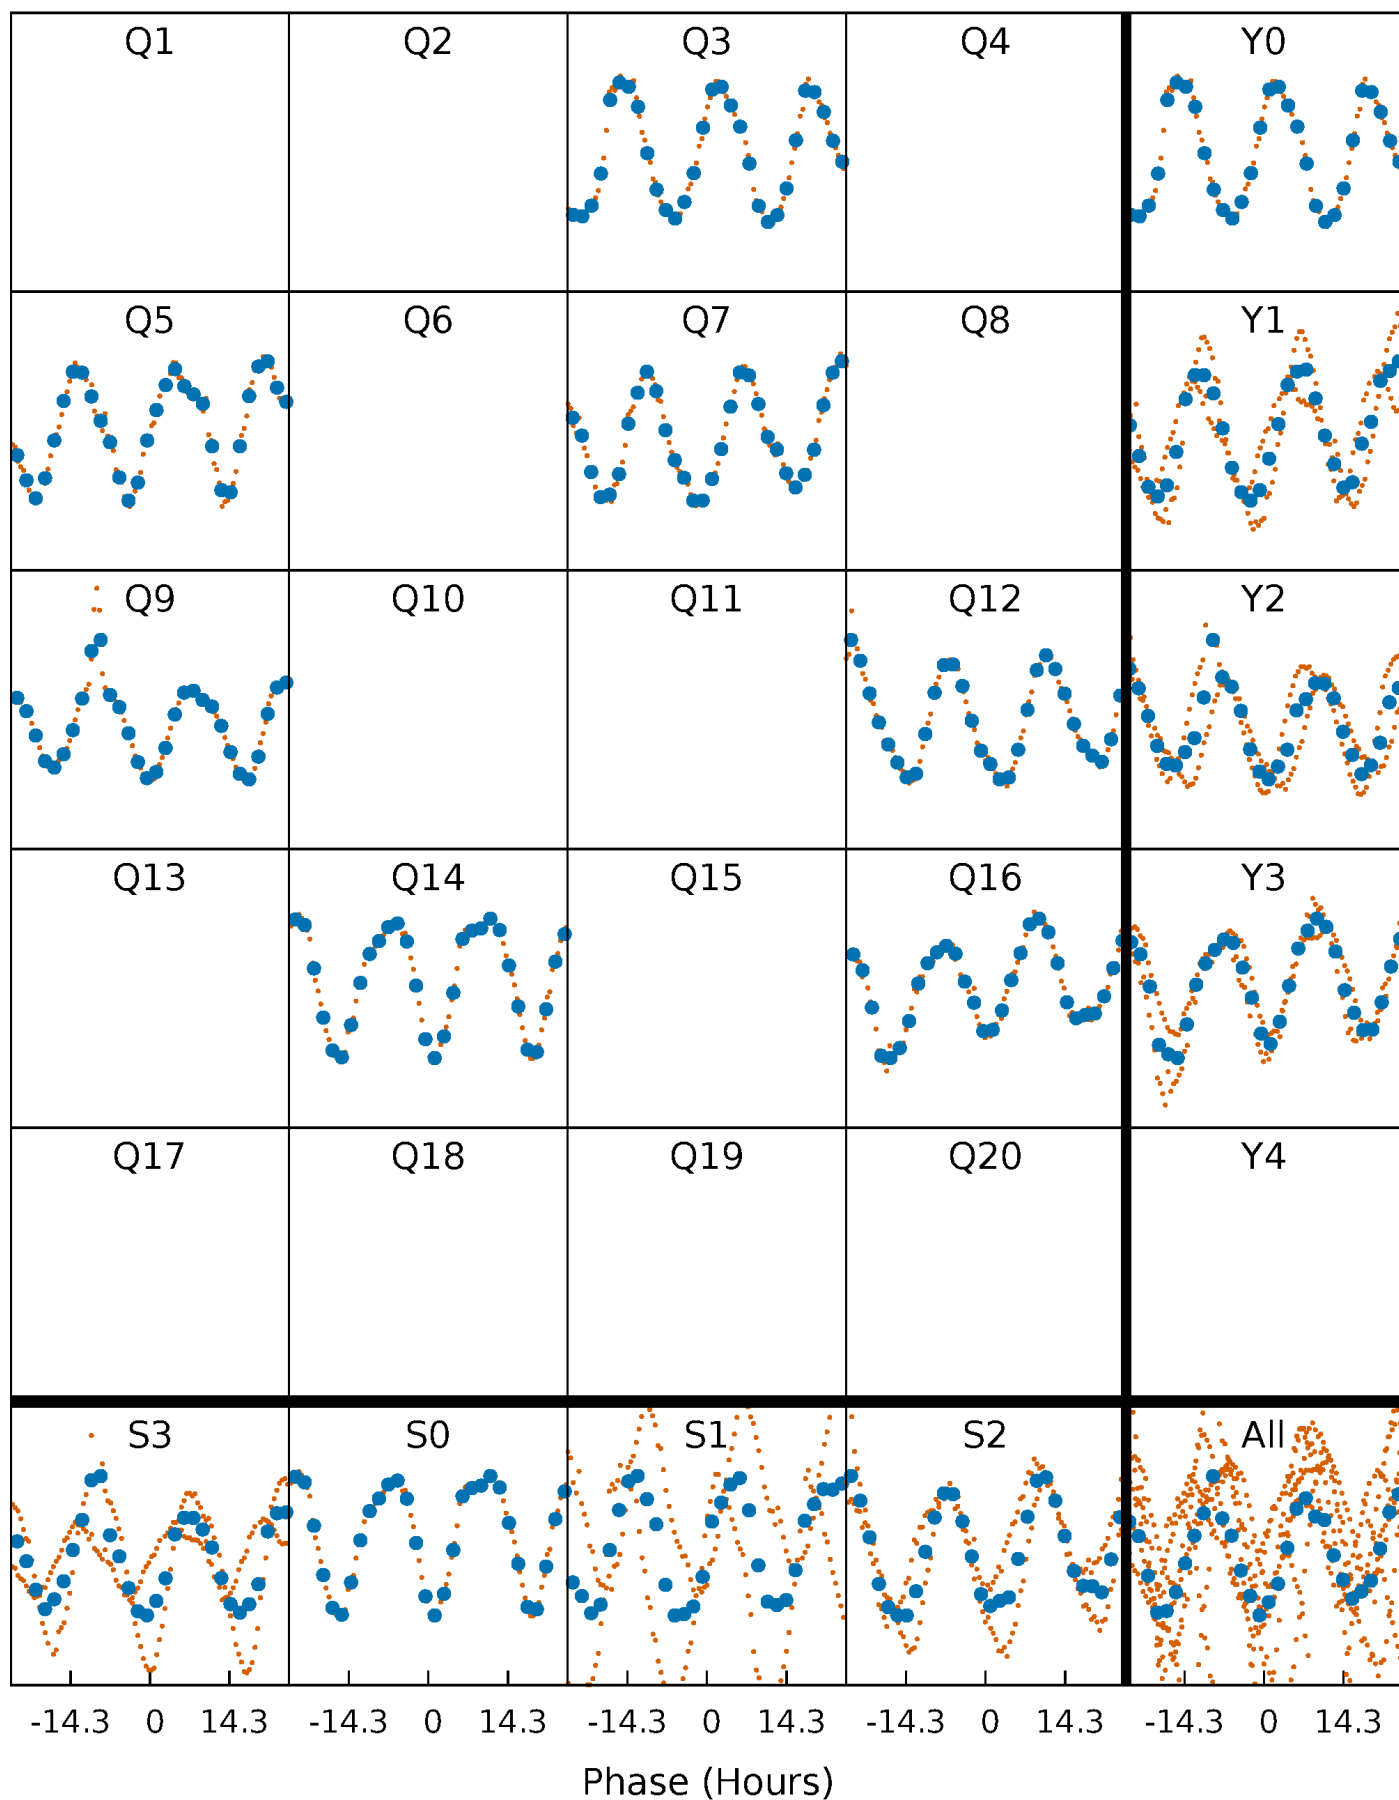 Q1 Q2 Q3 Q4 Y0
Q5 Q6 Q7 Q8 Y1
Q9 Q10 Q11 Q12 Y2
Q13 Q14 Q15 Q16 Y3
Q17 Q18 Q19 Q20 Y4
S3 S0 S1 S2 All
-14.3 0 14.3 -14.3 0 14.3 -14.3 0 14.3 -14.3 0 14.3 -14.3 0 14.3
Phase (Hours)